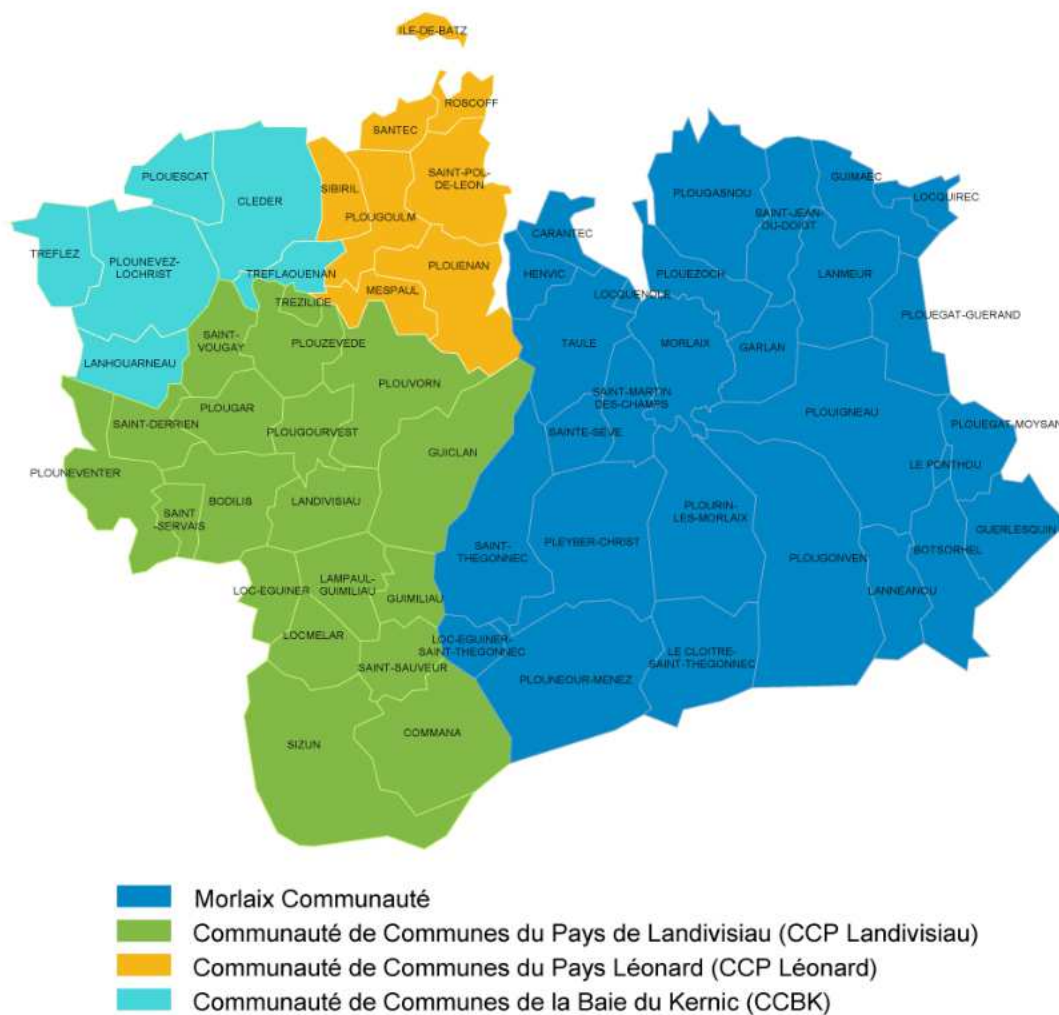 ILE-DE-BATZ
ROSCOFF
SANTEC
SAINT-POL-
DE-LEON
SIBIRIL
PLOUGOULM
PLOUESCAT
CLEDER
TREFLEZ
PLOUNEVEZ-
LOCHRIST
TREFLAOUENAN
PLOUENAN
MESPAUL
TREZILIDE
LANHOUARNEAU
SAINT-
VOUGAY
PLOUZEVEDE
PLOUVORN
PLOUGAR
SAINT-DERRIEN
PLOUGOURVEST
GUICLAN
PLOUNEVENTER
BODILIS
SAINT
-SERVAIS
LANDIVISIAU
LOC-EGUINER
LAMPAUL-
GUIMILIAU
GUIMILIAU
LOCMELAR
SAINT-SAUVEUR
SIZUN
COMMANA
CARANTEC
HENVIC
LOCQUENOLE
TAULE
PLOUGASNOU
SAINT-JEAN-
DU-DOIGT
GUIMAEC
LOCQUIREC
PLOUEZOCH
LANMEUR
PLOUEGAT-GUERAND
MORLAIX
GARLAN
SAINT-MARTIN
DES-CHAMPS
SAINTE-SEVE
PLOUIGNEAU
PLOUEGAT-MOYSAN
LE PONTHOU
GUERLESQUIN
BOTSORHEL
LANNEANOU
PLOUGONVEN
PLOURIN-
LES-MORLAIX
PLEYBER-CHRIST
SAINT-
THEGONNEC
LOC-EGUINER-
SAINT-THEGONNEC
PLOUNEOUR-MENEZ
LE CLOITRE-
SAINT-THEGONNEC
Morlaix Communauté
Communauté de Communes du Pays de Landivisiau (CCP Landivisiau)
Communauté de Communes du Pays Léonard (CCP Léonard)
Communauté de Communes de la Baie du Kernic (CCBK)